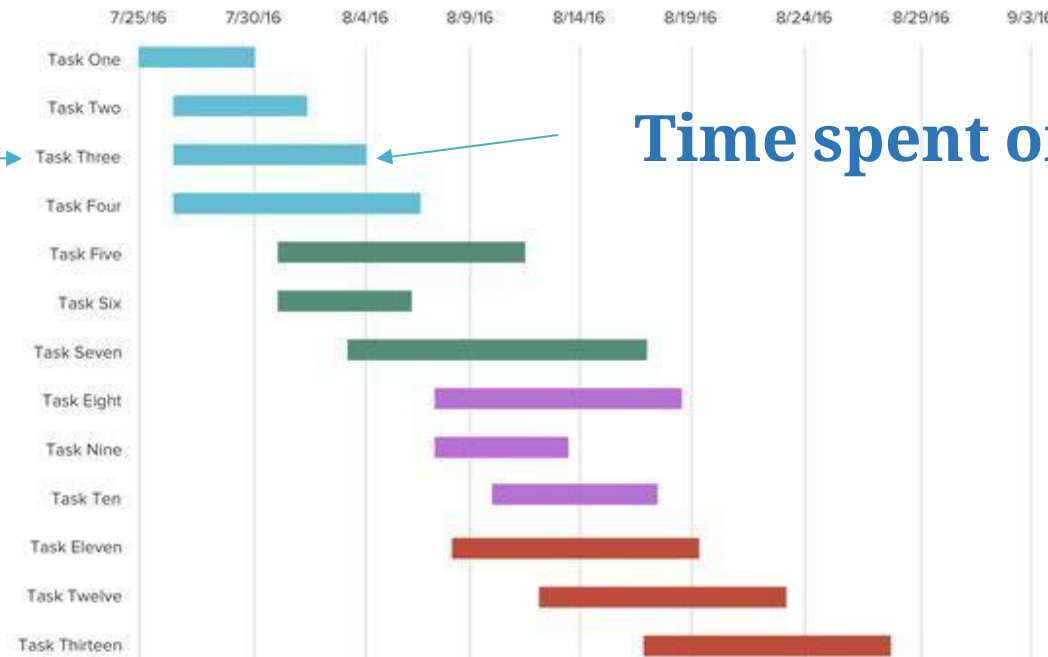 7/25/16 7/30/16 8/4/16 8/9/16 8/14/16 8/19/16 8/24/16 8/29/16
Task One
Task Two
Time spent
Task Three
Task Four
Task Five
Task Six
Task Seven
Task Eight
Task Nine
Task Ten
Task Eleven
Task Twelve
Task Thirteen